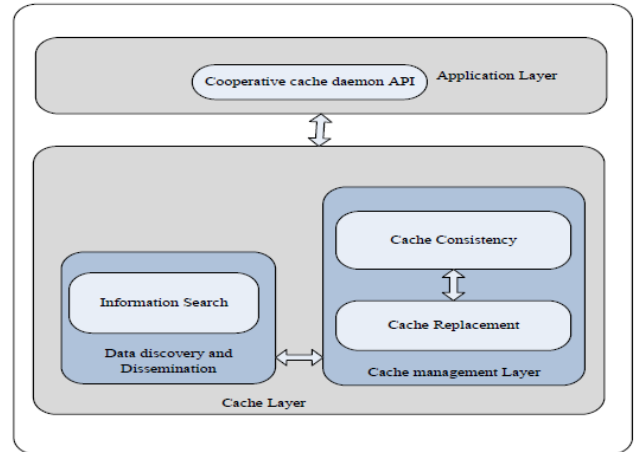 Cooperative cache daemon API
Application Layer
Cache Consistency
Information Search
Cache Replacement
Data discovery and
Dissemination
Cache management Layer
Cache Layer